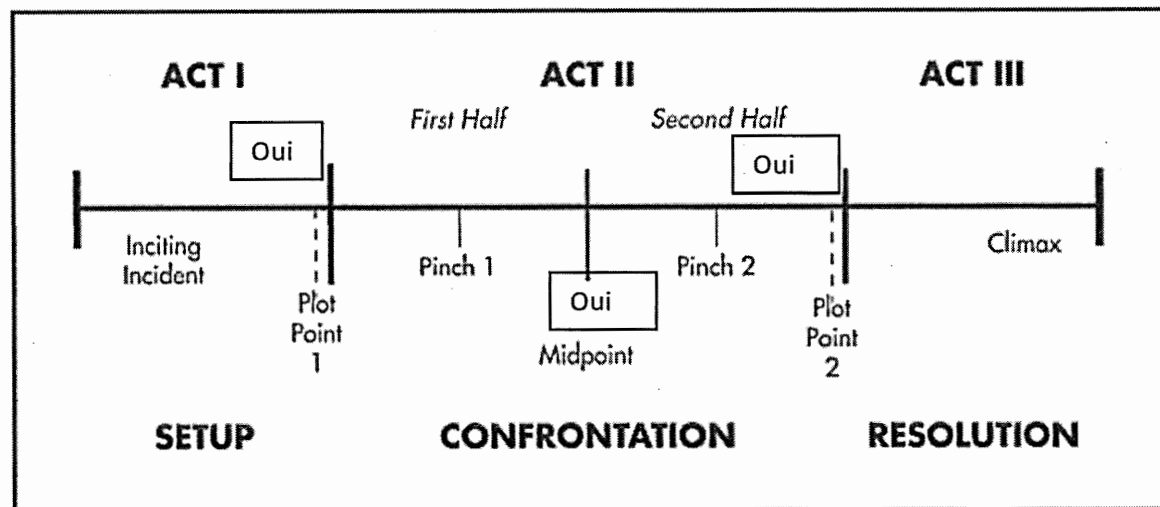 ACT I
ACT II
ACT III
First Half
Second Half
Oui
Oui
Inciting
Incident
Pinch 1
Pinch 2
Climax
Plot
Point
1
Oui
Midpoint
Plot
Point
2
SETUP
CONFRONTATION
RESOLUTION